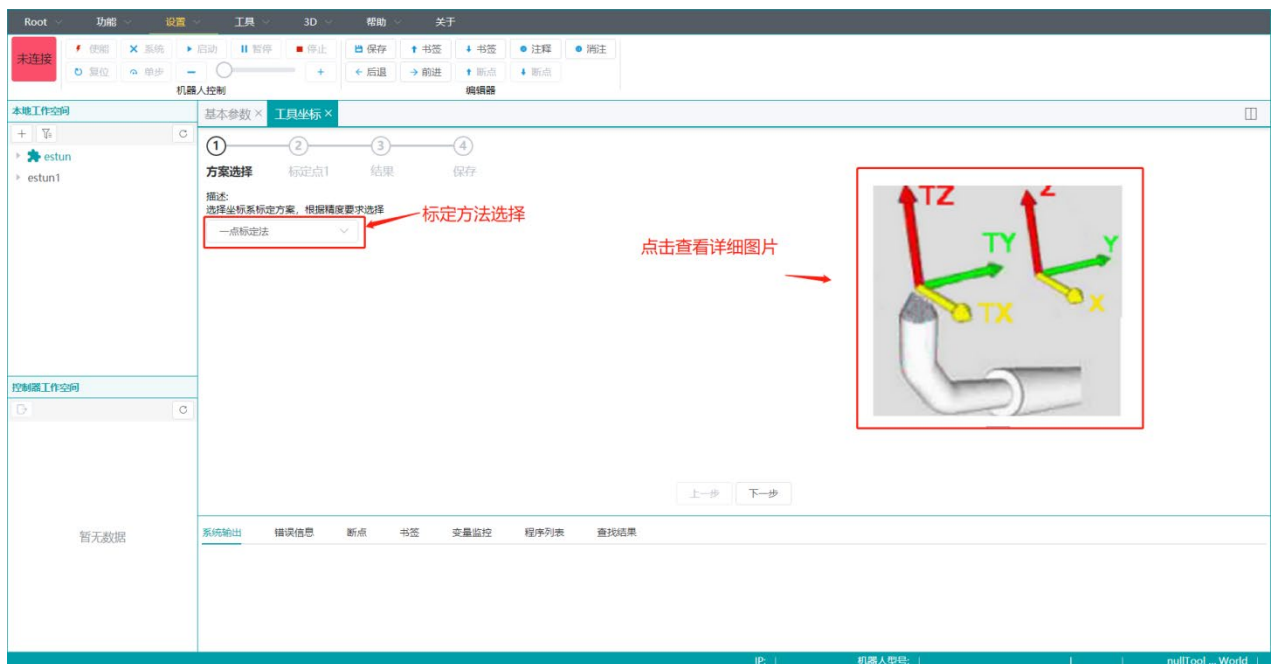 Root 功能 设置 工具 3D 帮助 关于
未连接
使能 系统 启动 暂停 停止 保存 书签 书签 注释 消注
复位 单步 后退 前进 断点 断点
机器人控制 编辑器
本地工作空间
基本参数 工具坐标
estun
estun1
1 2 3 4
方案选择 标定点1 结果 保存
描述:
选择坐标系标定方案，根据精度要求选择
一点标定法
标定方法选择
点击查看详细图片
TZ Z
TY Y
TX X
控制器工作空间
暂无数据
上一步 下一步
系统输出 错误信息 断点 书签 变量监控 程序列表 查找结果
IP: | 机器人型号: | | | nullTool ... World |